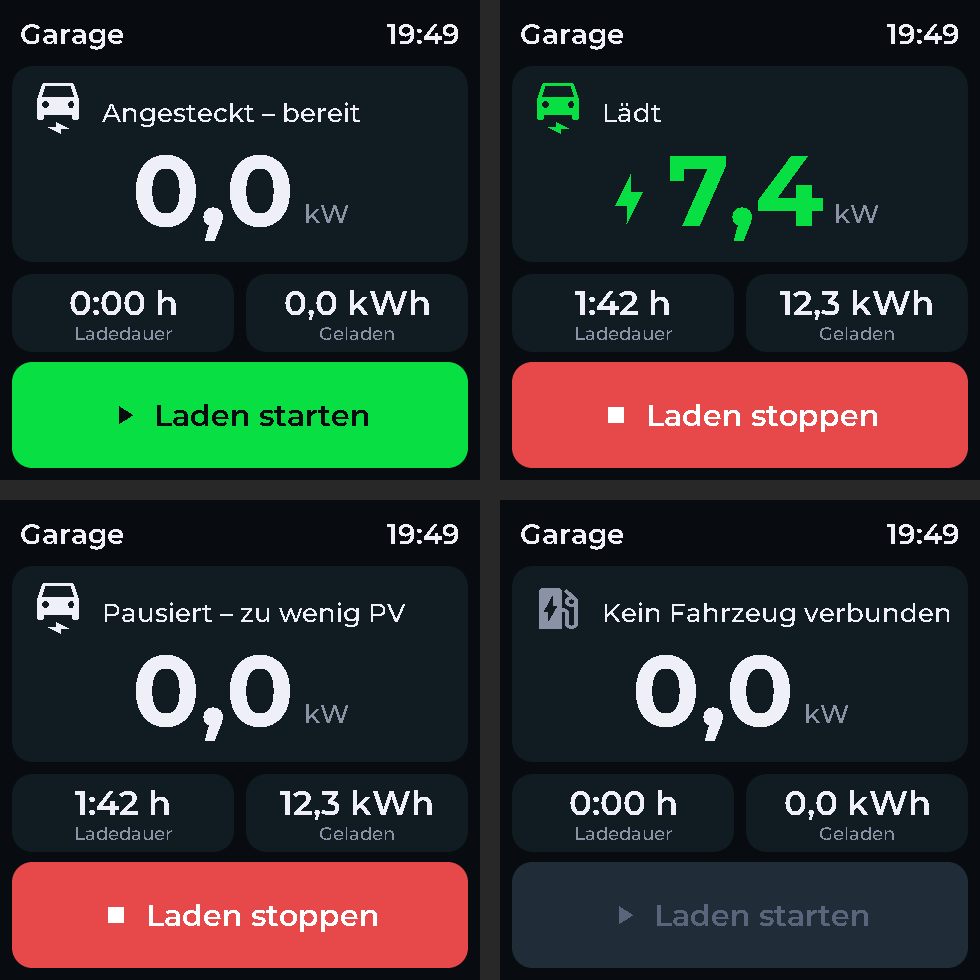 Garage 19:49
Angesteckt – bereit
0,0 kW
0:00 h
Ladedauer
0,0 kWh
Geladen
Laden starten
Garage 19:49
Lädt
7,4 kW
1:42 h
Ladedauer
12,3 kWh
Geladen
Laden stoppen
Garage 19:49
Pausiert – zu wenig PV
0,0 kW
1:42 h
Ladedauer
12,3 kWh
Geladen
Laden stoppen
Garage 19:49
Kein Fahrzeug verbunden
0,0 kW
0:00 h
Ladedauer
0,0 kWh
Geladen
Laden starten